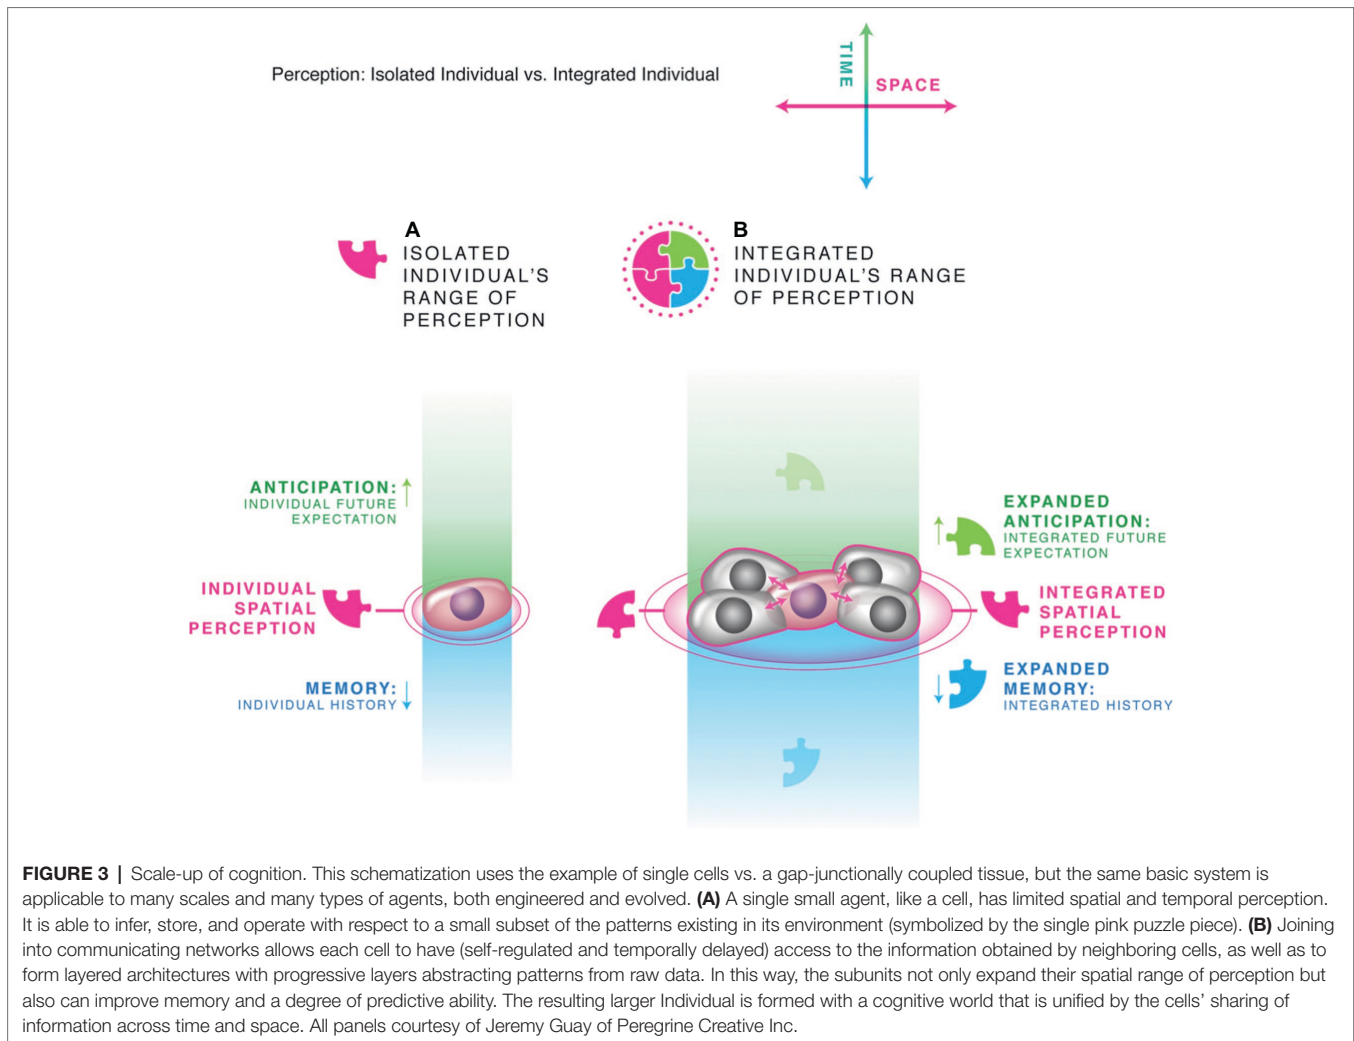 Perception: Isolated Individual vs. Integrated Individual
TIME
SPACE
A
ISOLATED
INDIVIDUAL'S
RANGE OF
PERCEPTION
B
INTEGRATED
INDIVIDUAL'S RANGE
OF PERCEPTION
ANTICIPATION:
INDIVIDUAL FUTURE
EXPECTATION
INDIVIDUAL
SPATIAL
PERCEPTION
MEMORY:
INDIVIDUAL HISTORY
EXPANDED
ANTICIPATION:
INTEGRATED FUTURE
EXPECTATION
INTEGRATED
SPATIAL
PERCEPTION
EXPANDED
MEMORY:
INTEGRATED HISTORY
FIGURE 3 | Scale-up of cognition. This schematization uses the example of single cells vs. a gap-junctionally coupled tissue, but the same basic system is
applicable to many scales and many types of agents, both engineered and evolved. (A) A single small agent, like a cell, has limited spatial and temporal perception.
It is able to infer, store, and operate with respect to a small subset of the patterns existing in its environment (symbolized by the single pink puzzle piece). (B) Joining
into communicating networks allows each cell to have (self-regulated and temporally delayed) access to the information obtained by neighboring cells, as well as to
form layered architectures with progressive layers abstracting patterns from raw data. In this way, the subunits not only expand their spatial range of perception but
also can improve memory and a degree of predictive ability. The resulting larger Individual is formed with a cognitive world that is unified by the cells' sharing of
information across time and space. All panels courtesy of Jeremy Guay of Peregrine Creative Inc.